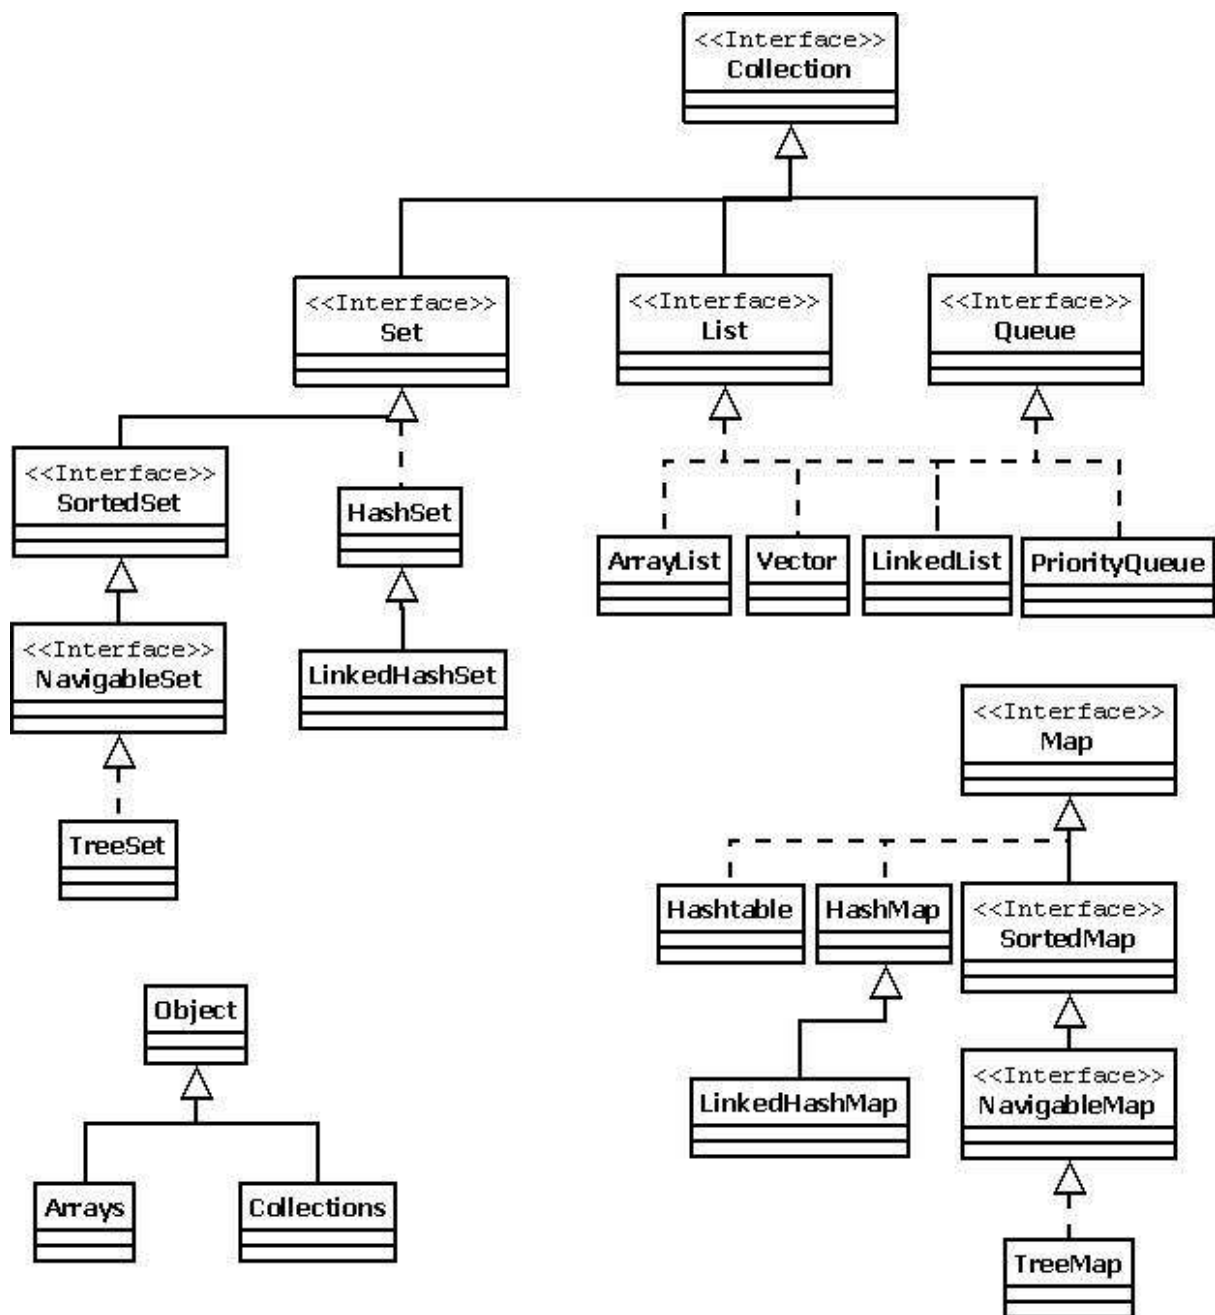 <<Interface>>
Collection
<<Interface>>
Set
<<Interface>>
List
<<Interface>>
Queue
<<Interface>>
SortedSet
HashSet
ArrayList
Vector
LinkedList
PriorityQueue
<<Interface>>
NavigableSet
LinkedHashSet
TreeSet
<<Interface>>
Map
Hashtable
HashMap
<<Interface>>
SortedMap
LinkedHashMap
<<Interface>>
NavigableMap
TreeMap
Object
Arrays
Collections